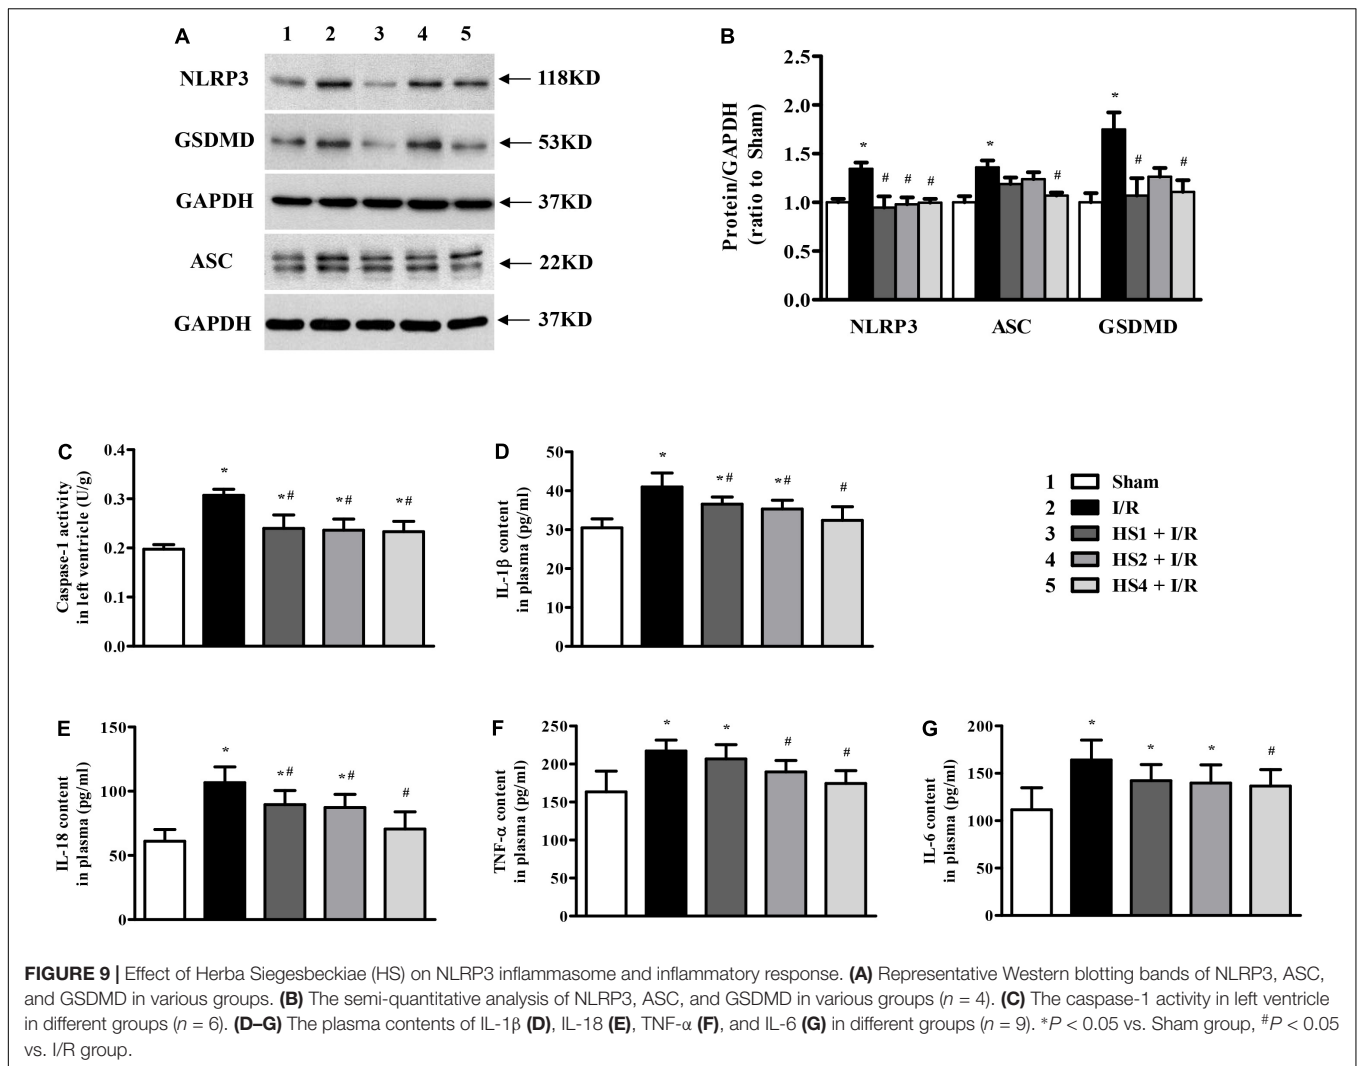 A
1 2 3 4 5
NLRP3
118KD
GSDMD
53KD
GAPDH
37KD
ASC
22KD
GAPDH
37KD
B
Protein/GAPDH
(ratio to Sham)
2.5
2.0
1.5
1.0
0.5
0.0
* # # #
* #
* # #
NLRP3 ASC GSDMD
C
Caspase-1 activity
in left ventricle (U/g)
0.4
0.3
0.2
0.1
0.0
* *# *# *#
D
IL-1β content
in plasma (pg/ml)
50
40
30
20
10
0
* *# *# #
1 Sham
2 I/R
3 HS1 + I/R
4 HS2 + I/R
5 HS4 + I/R
E
IL-18 content
in plasma (pg/ml)
150
100
50
0
* *# *# #
F
TNF-α content
in plasma (pg/ml)
250
200
150
100
50
0
* * # #
G
IL-6 content
in plasma (pg/ml)
200
150
100
50
0
* * * #
FIGURE 9 | Effect of Herba Siegesbeckiae (HS) on NLRP3 inflammasome and inflammatory response. (A) Representative Western blotting bands of NLRP3, ASC,
and GSDMD in various groups. (B) The semi-quantitative analysis of NLRP3, ASC, and GSDMD in various groups (n = 4). (C) The caspase-1 activity in left ventricle
in different groups (n = 6). (D–G) The plasma contents of IL-1β (D), IL-18 (E), TNF-α (F), and IL-6 (G) in different groups (n = 9). *P < 0.05 vs. Sham group, #P < 0.05
vs. I/R group.